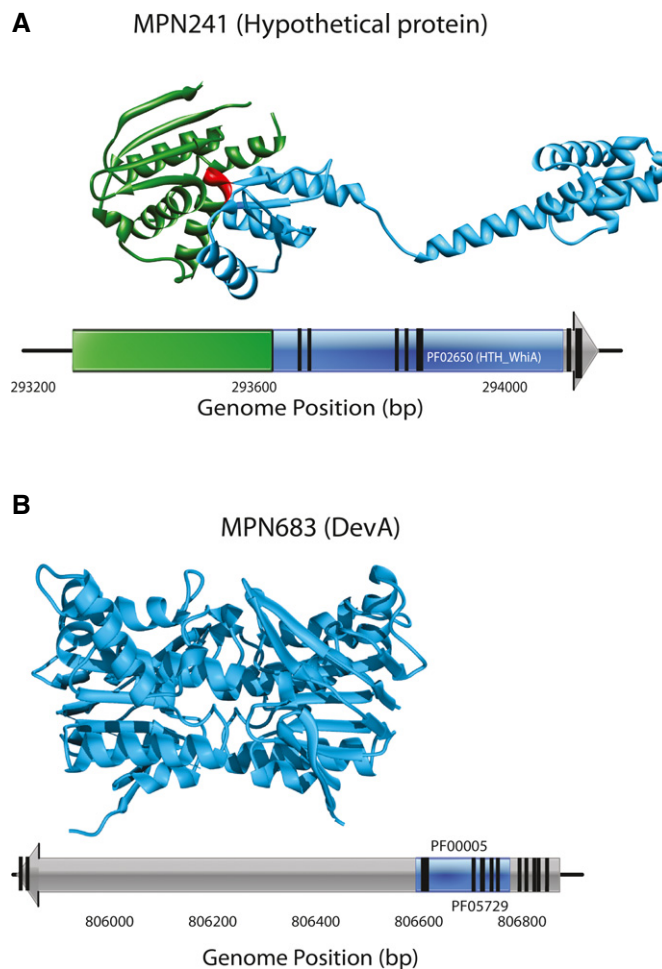 A
MPN241 (Hypothetical protein)
PF02650 (HTH_WhiA)
293200 293600 294000
Genome Position (bp)
B
MPN683 (DevA)
PF00005
PF05729
806000 806200 806400 806600 806800
Genome Position (bp)